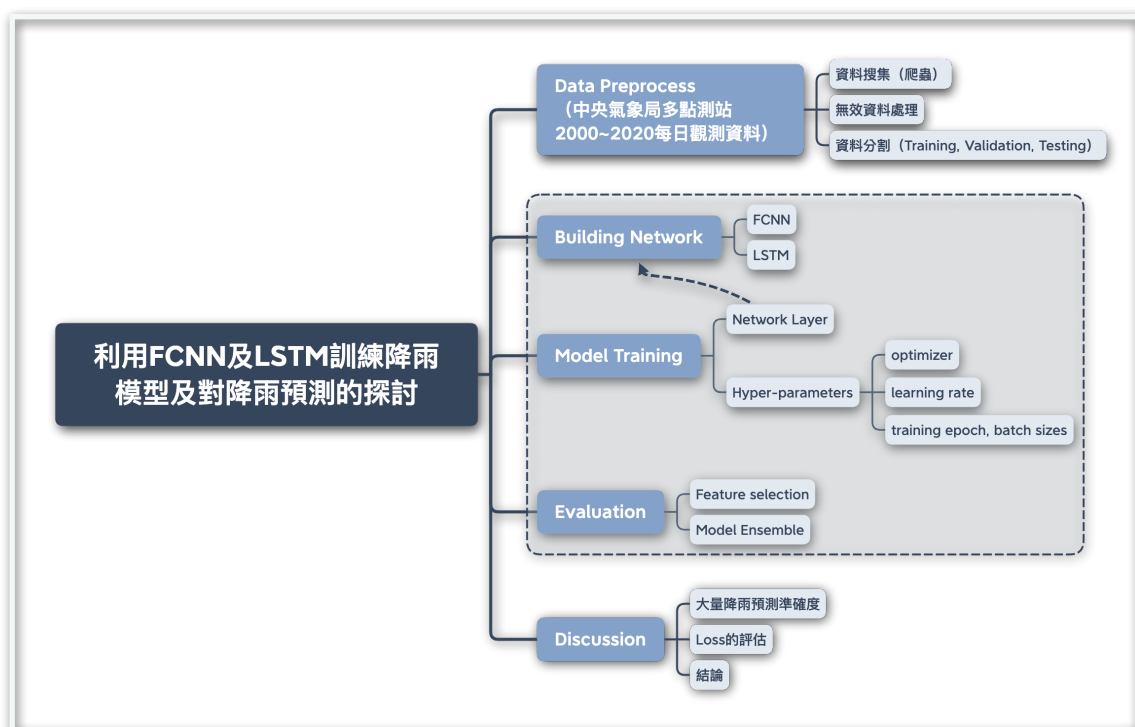 利用FCNN及LSTM訓練降雨
模型及對降雨預測的探討
Data Preprocess
（中央氣象局多點測站
2000~2020每日觀測資料）
資料搜集（爬蟲）
無效資料處理
資料分割（Training, Validation, Testing）
Building Network
FCNN
LSTM
Model Training
Network Layer
Hyper-parameters
optimizer
learning rate
training epoch, batch sizes
Evaluation
Feature selection
Model Ensemble
Discussion
大量降雨預測準確度
Loss的評估
結論